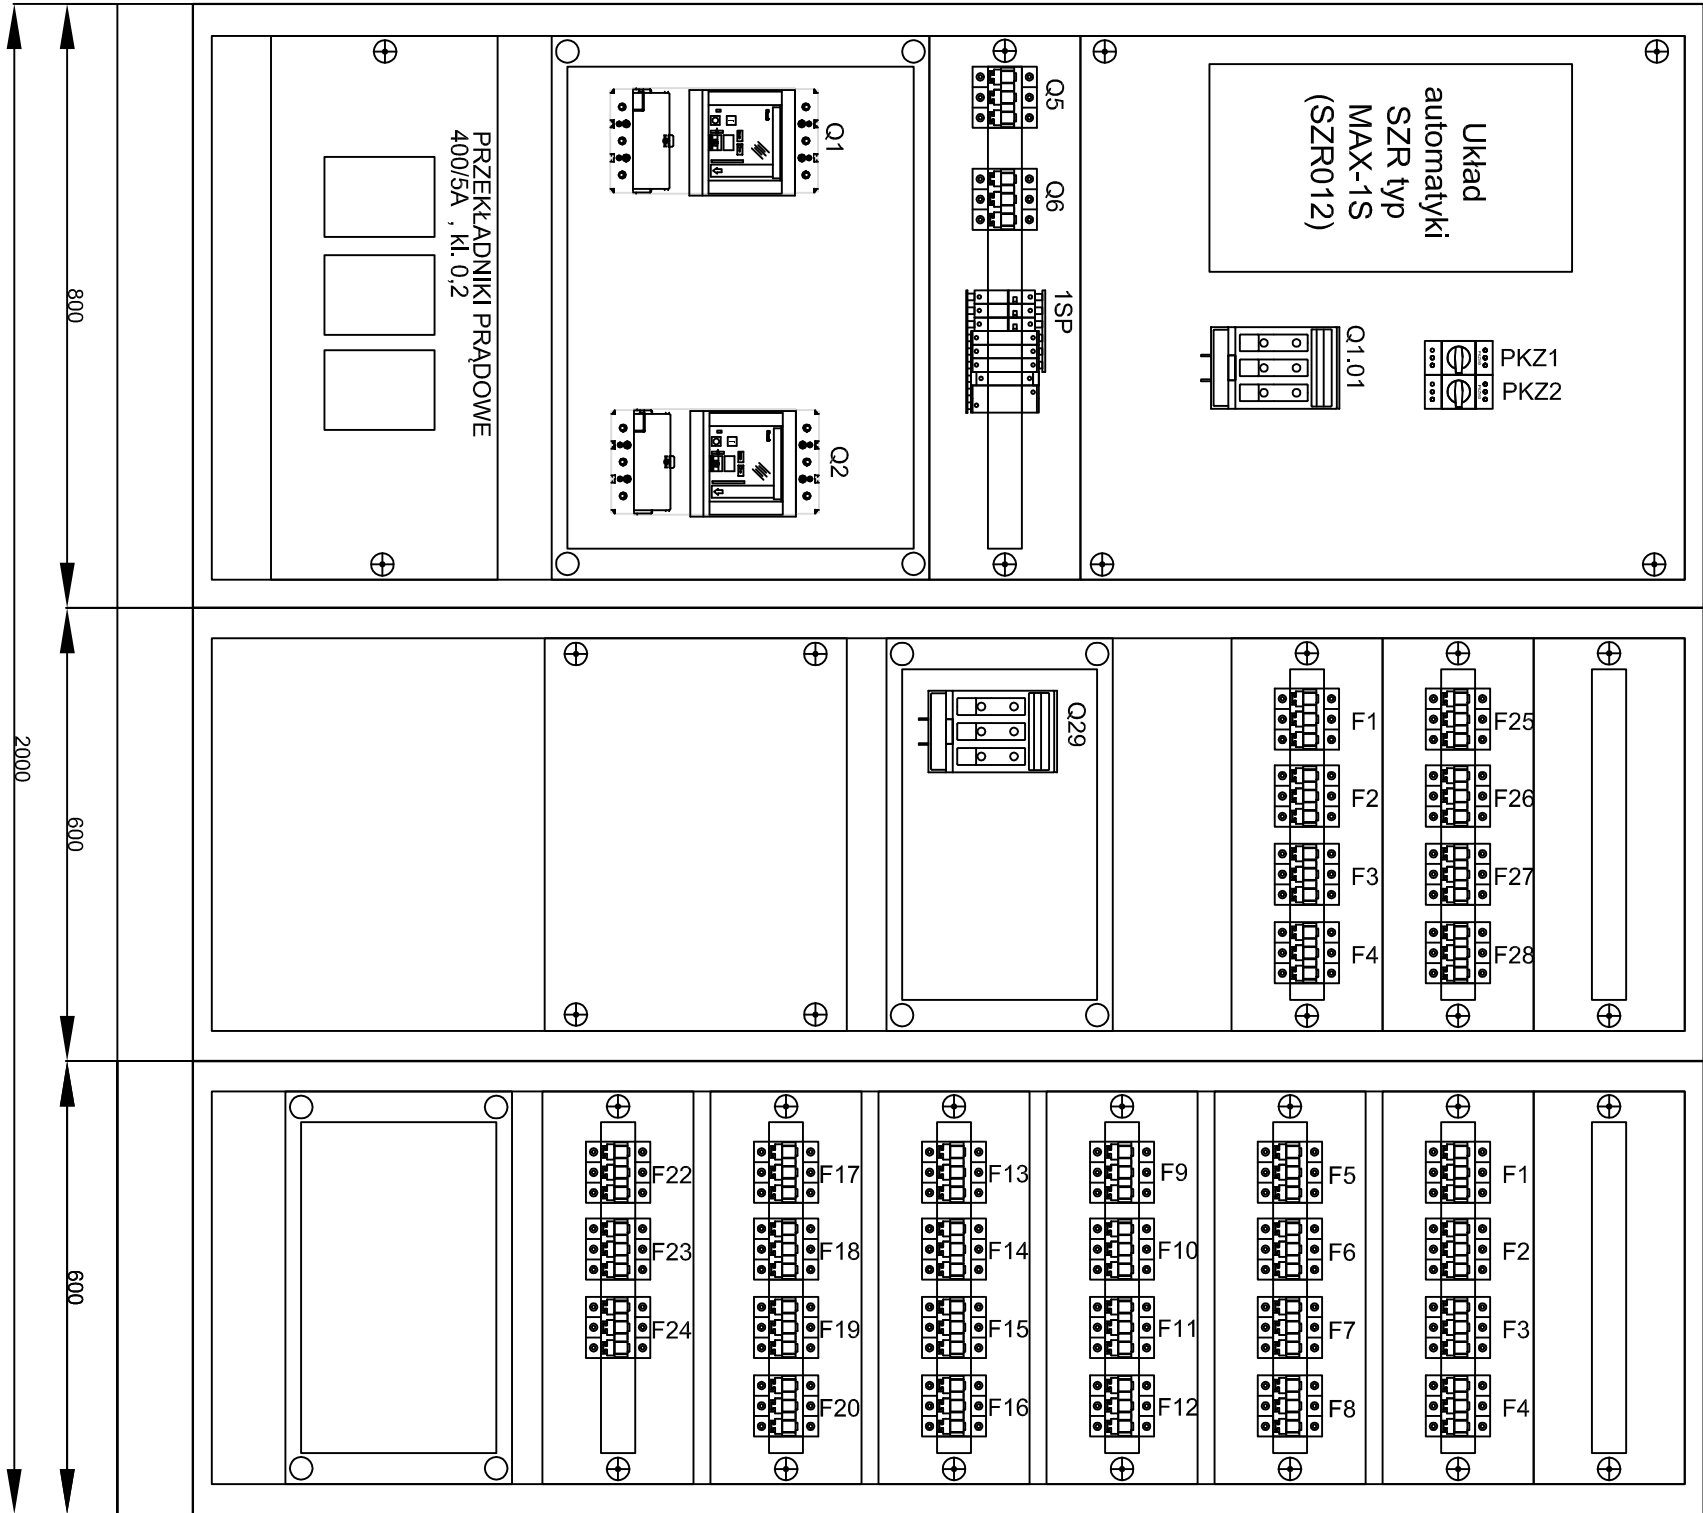 Układ
automatyki
SZR typ
MAX-1S
(SZR012)
PKZ1
PKZ2
Q1.01
Q5
Q6
1SP
Q1
Q2
PRZEKŁADNIKI PRĄDOWE
400/5A , kl. 0,2
800
2000
600
F25
F26
F27
F28
F1
F2
F3
F4
Q29
600
F1
F2
F3
F4
F5
F6
F7
F8
F9
F10
F11
F12
F13
F14
F15
F16
F17
F18
F19
F20
F22
F23
F24